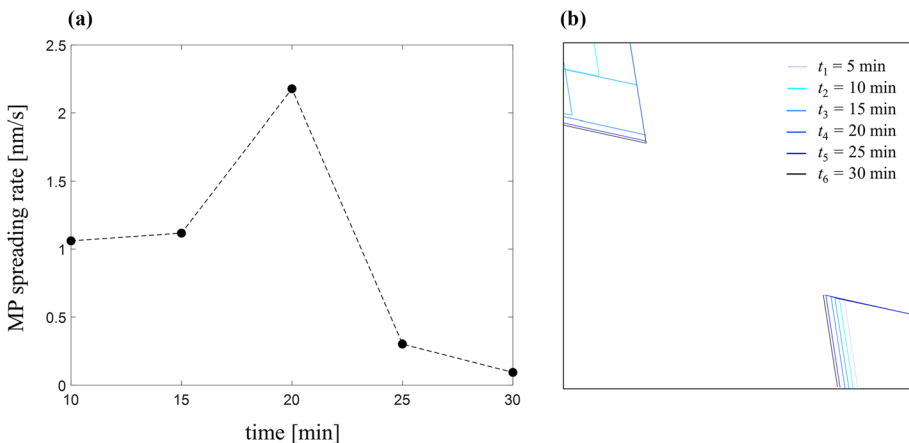 (a)
MP spreading rate [nm/s]
2.5
2
1.5
1
0.5
0
10
15
20
25
30
time [min]
(b)
t₁ = 5 min
t₂ = 10 min
t₃ = 15 min
t₄ = 20 min
t₅ = 25 min
t₆ = 30 min